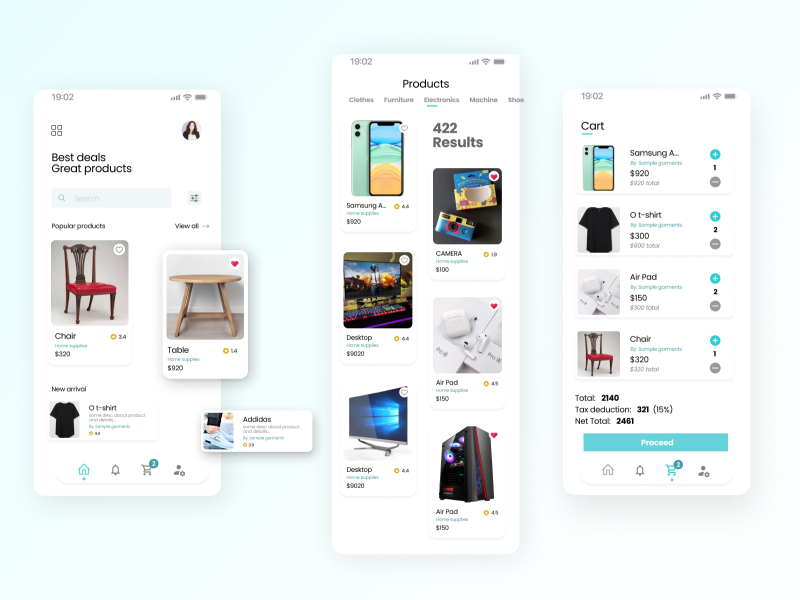 19:02
Best deals
Great products
Search
Popular products
View all →
Chair
3.4
Home supplies
$320
Table
1.4
Home supplies
$920
New arrival
O t-shirt
some desc about product
and details...
By: Sample garments
4.4
Addidas
some desc about product
and details...
By: Sample garments
3.9
2
19:02
Products
Clothes Furniture Electronics Machine Shoe
422
Results
Samsung A...
4.4
Home supplies
$920
CAMERA
1.9
Home supplies
$100
Desktop
4.4
Home supplies
$9020
Air Pad
4.5
Home supplies
$150
Desktop
4.4
Home supplies
$9020
Air Pad
4.5
Home supplies
$150
19:02
Cart
Samsung A...
By: Sample garments
$920
$920 total
1
O t-shirt
By: Sample garments
$300
$600 total
2
Air Pad
By: Sample garments
$150
$300 total
2
Chair
By: Sample garments
$320
$320 total
1
Total: 2140
Tax deduction: 321 (15%)
Net Total: 2461
Proceed
2